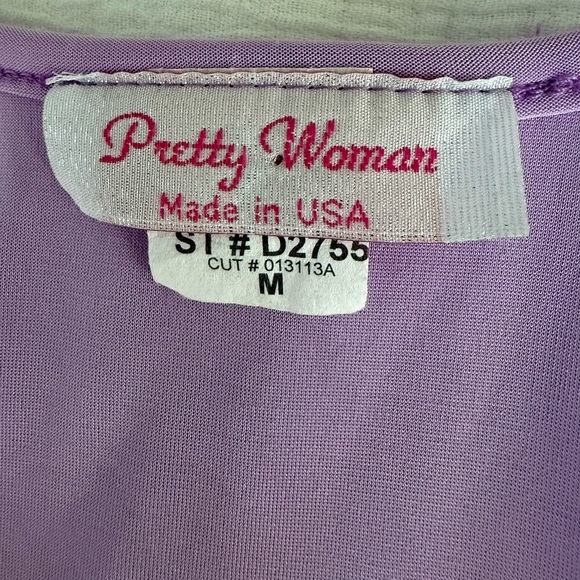 Pretty Woman
Made in USA
ST # D2755
CUT # 013113A
M